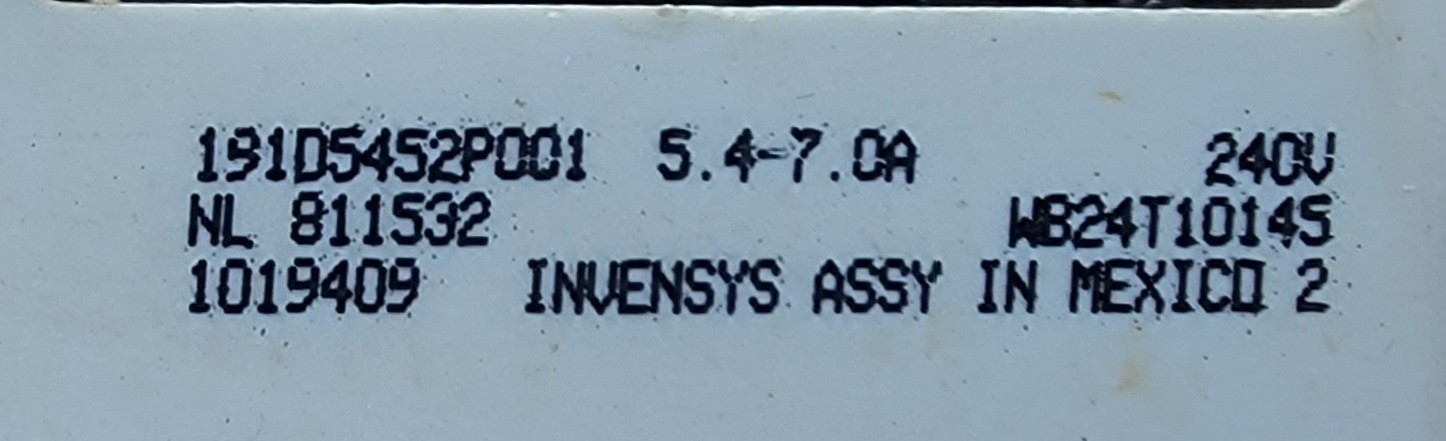 191D5452P001 5.4-7.0A 240V
NL 811532 WB24T10145
1019409 INVENSYS ASSY IN MEXICO 2